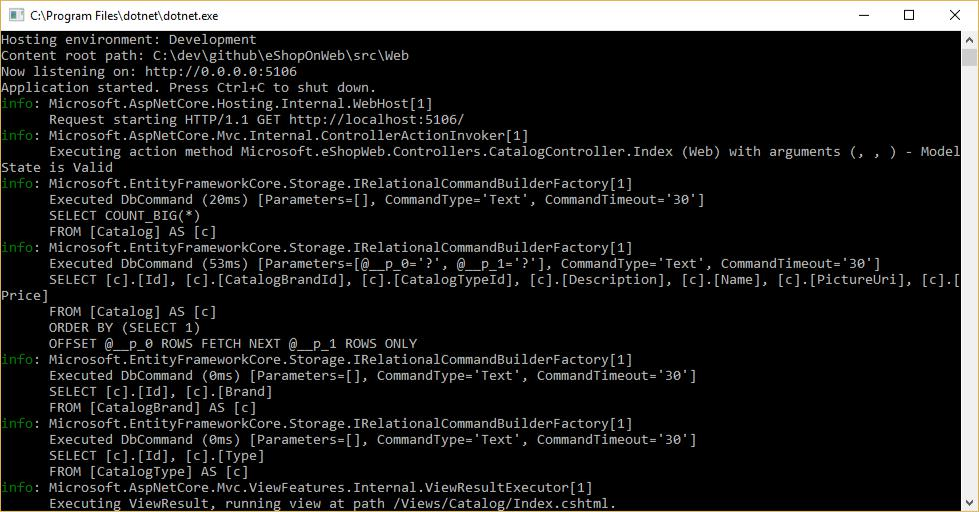 C:\Program Files\dotnet\dotnet.exe
Hosting environment: Development
Content root path: C:\dev\github\eShopOnWeb\src\Web
Now listening on: http://0.0.0.0:5106
Application started. Press Ctrl+C to shut down.
info: Microsoft.AspNetCore.Hosting.Internal.WebHost[1]
      Request starting HTTP/1.1 GET http://localhost:5106/
info: Microsoft.AspNetCore.Mvc.Internal.ControllerActionInvoker[1]
      Executing action method Microsoft.eShopWeb.Controllers.CatalogController.Index (Web) with arguments (, , ) - Model
State is Valid
info: Microsoft.EntityFrameworkCore.Storage.IRelationalCommandBuilderFactory[1]
      Executed DbCommand (20ms) [Parameters=[], CommandType='Text', CommandTimeout='30']
      SELECT COUNT_BIG(*)
      FROM [Catalog] AS [c]
info: Microsoft.EntityFrameworkCore.Storage.IRelationalCommandBuilderFactory[1]
      Executed DbCommand (53ms) [Parameters=[@__p_0='?', @__p_1='?'], CommandType='Text', CommandTimeout='30']
      SELECT [c].[Id], [c].[CatalogBrandId], [c].[CatalogTypeId], [c].[Description], [c].[Name], [c].[PictureUri], [c].[
Price]
      FROM [Catalog] AS [c]
      ORDER BY (SELECT 1)
      OFFSET @__p_0 ROWS FETCH NEXT @__p_1 ROWS ONLY
info: Microsoft.EntityFrameworkCore.Storage.IRelationalCommandBuilderFactory[1]
      Executed DbCommand (0ms) [Parameters=[], CommandType='Text', CommandTimeout='30']
      SELECT [c].[Id], [c].[Brand]
      FROM [CatalogBrand] AS [c]
info: Microsoft.EntityFrameworkCore.Storage.IRelationalCommandBuilderFactory[1]
      Executed DbCommand (0ms) [Parameters=[], CommandType='Text', CommandTimeout='30']
      SELECT [c].[Id], [c].[Type]
      FROM [CatalogType] AS [c]
info: Microsoft.AspNetCore.Mvc.ViewFeatures.Internal.ViewResultExecutor[1]
      Executing ViewResult, running view at path /Views/Catalog/Index.cshtml.